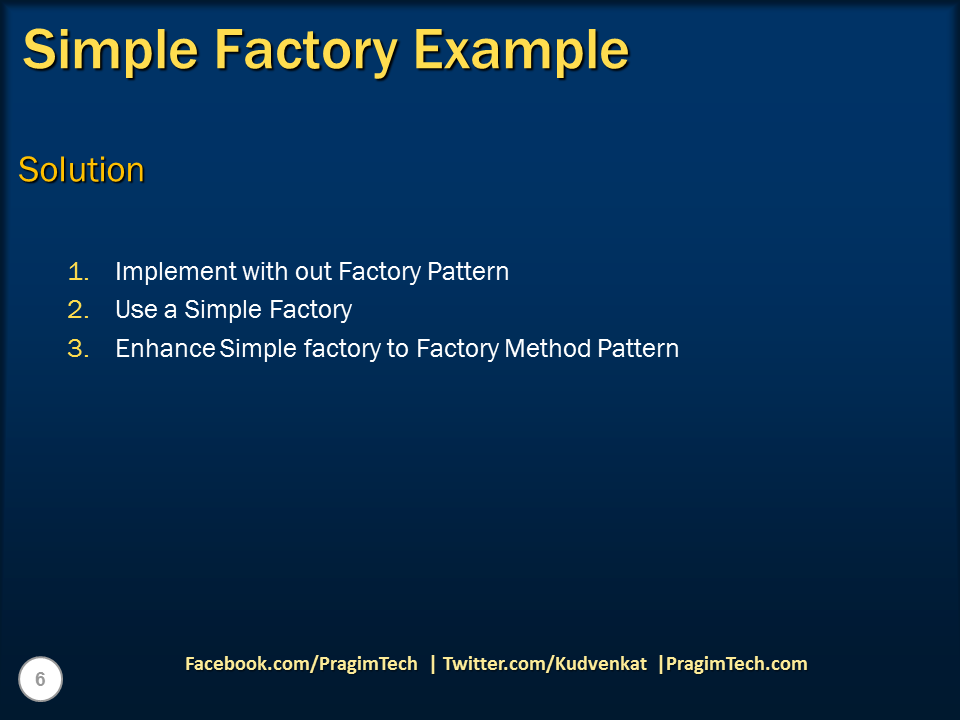 Simple Factory Example
Solution
1. Implement with out Factory Pattern
2. Use a Simple Factory
3. Enhance Simple factory to Factory Method Pattern
6
Facebook.com/PragimTech | Twitter.com/Kudvenkat |PragimTech.com